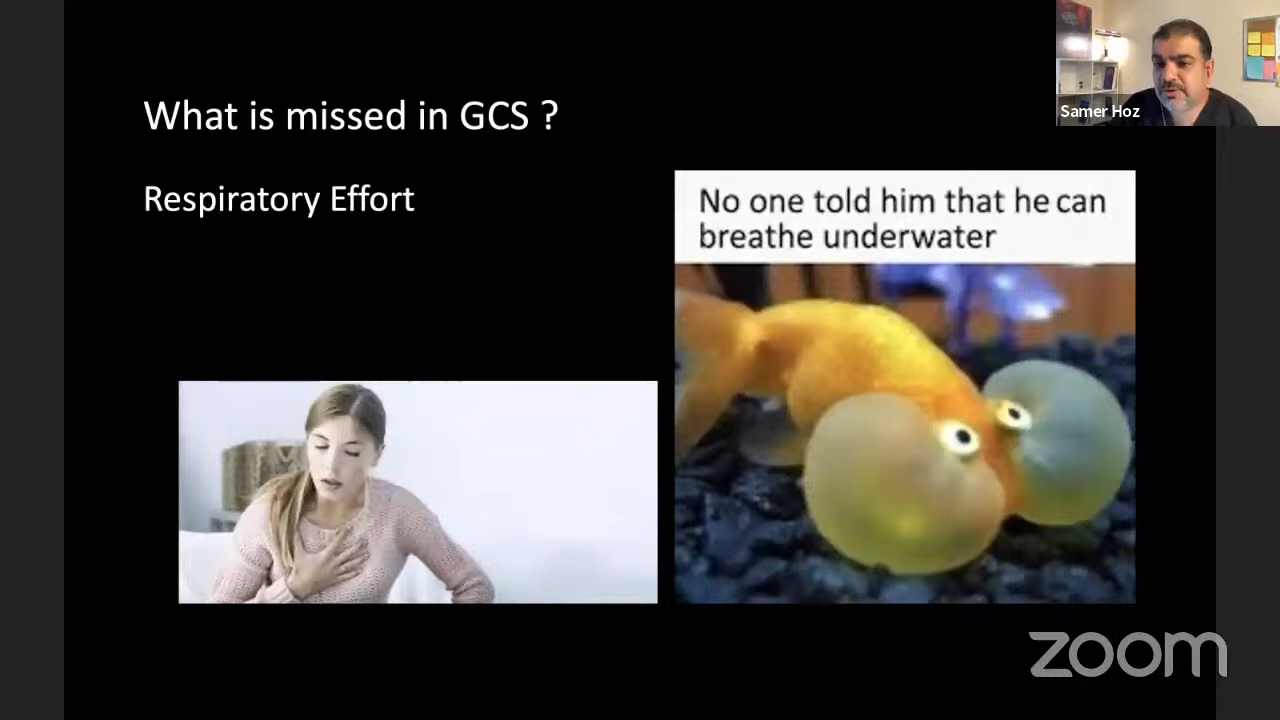 What is missed in GCS ?
Samer Hoz
Respiratory Effort
No one told him that he can
breathe underwater
zoom